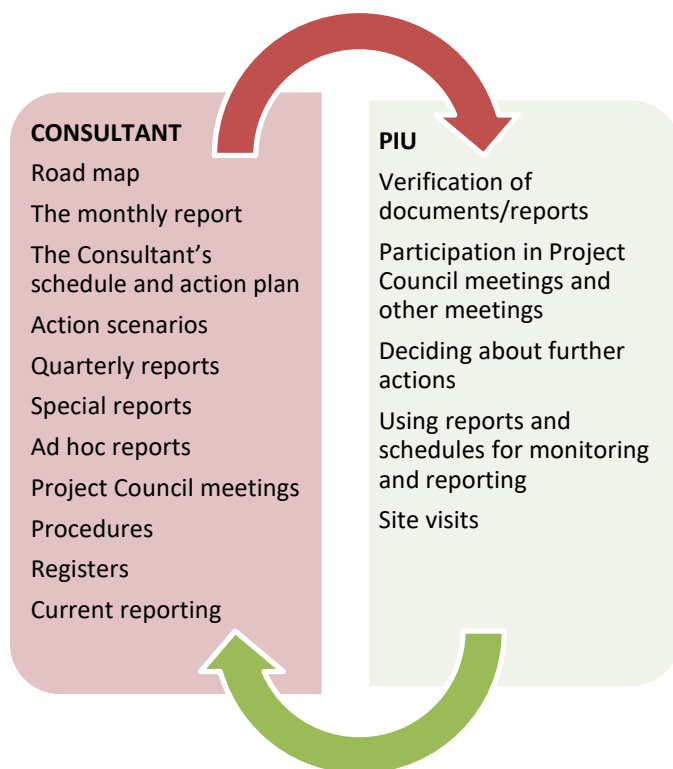 CONSULTANT
Road map
The monthly report
The Consultant’s
schedule and action plan
Action scenarios
Quarterly reports
Special reports
Ad hoc reports
Project Council meetings
Procedures
Registers
Current reporting
PIU
Verification of
documents/reports
Participation in Project
Council meetings and
other meetings
Deciding about further
actions
Using reports and
schedules for monitoring
and reporting
Site visits